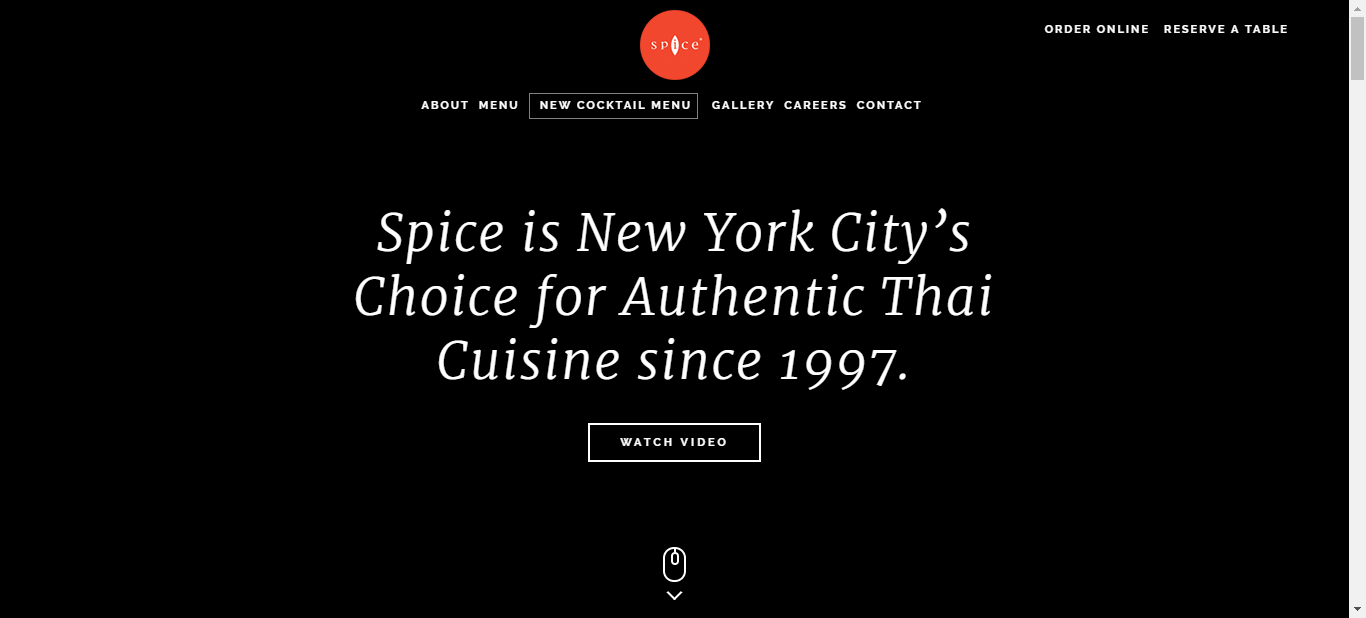 spice
ORDER ONLINE RESERVE A TABLE
ABOUT MENU NEW COCKTAIL MENU GALLERY CAREERS CONTACT
Spice is New York City’s
Choice for Authentic Thai
Cuisine since 1997.
WATCH VIDEO